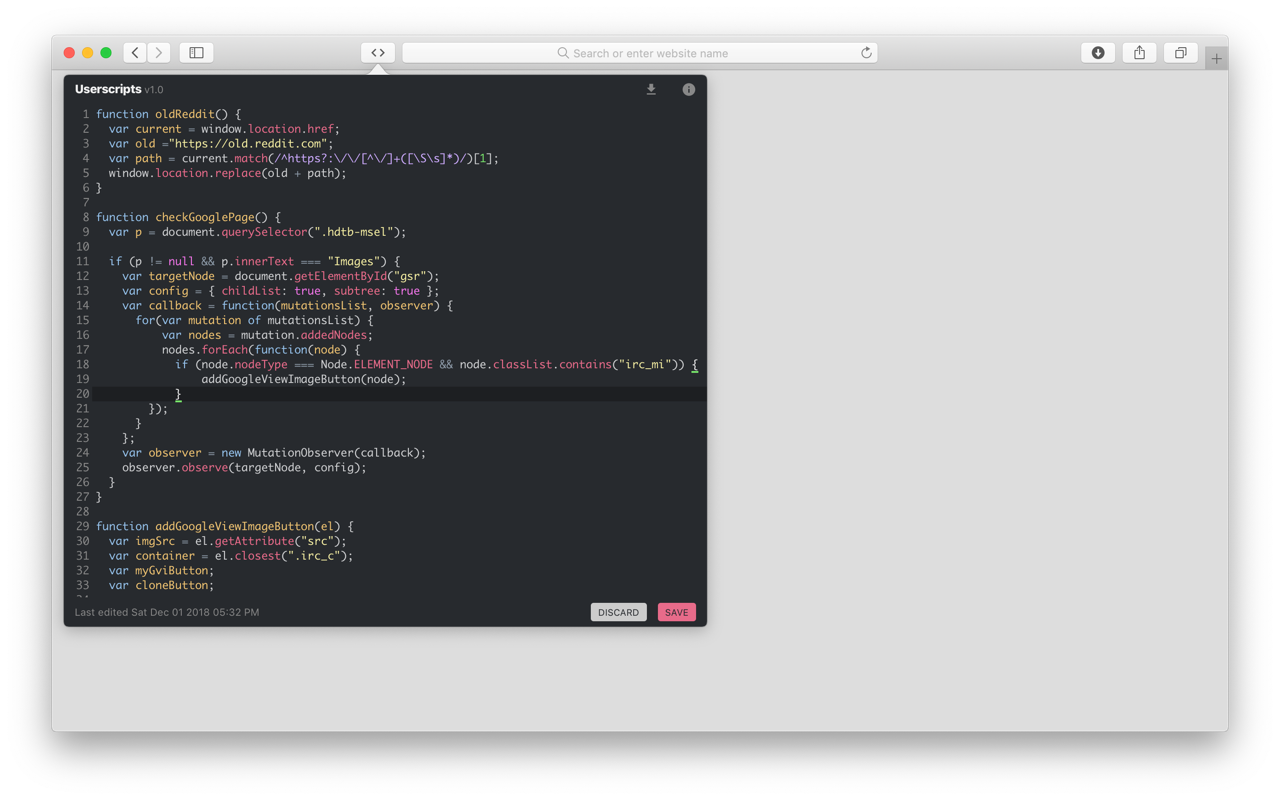 Search or enter website name
Userscripts v1.0
1 function oldReddit() {
2   var current = window.location.href;
3   var old ="https://old.reddit.com";
4   var path = current.match(/^https?:\/\/[^\/]+([\S\s]*)/)[1];
5   window.location.replace(old + path);
6 }
7
8 function checkGooglePage() {
9   var p = document.querySelector(".hdtb-msel");
10
11   if (p != null && p.innerText === "Images") {
12     var targetNode = document.getElementById("gsr");
13     var config = { childList: true, subtree: true };
14     var callback = function(mutationsList, observer) {
15       for(var mutation of mutationsList) {
16           var nodes = mutation.addedNodes;
17           nodes.forEach(function(node) {
18             if (node.nodeType === Node.ELEMENT_NODE && node.classList.contains("irc_mi")) {
19                 addGoogleViewImageButton(node);
20             }
21         });
22       }
23     };
24     var observer = new MutationObserver(callback);
25     observer.observe(targetNode, config);
26   }
27 }
28
29 function addGoogleViewImageButton(el) {
30   var imgSrc = el.getAttribute("src");
31   var container = el.closest(".irc_c");
32   var myGviButton;
33   var cloneButton;
Last edited Sat Dec 01 2018 05:32 PM
DISCARD
SAVE